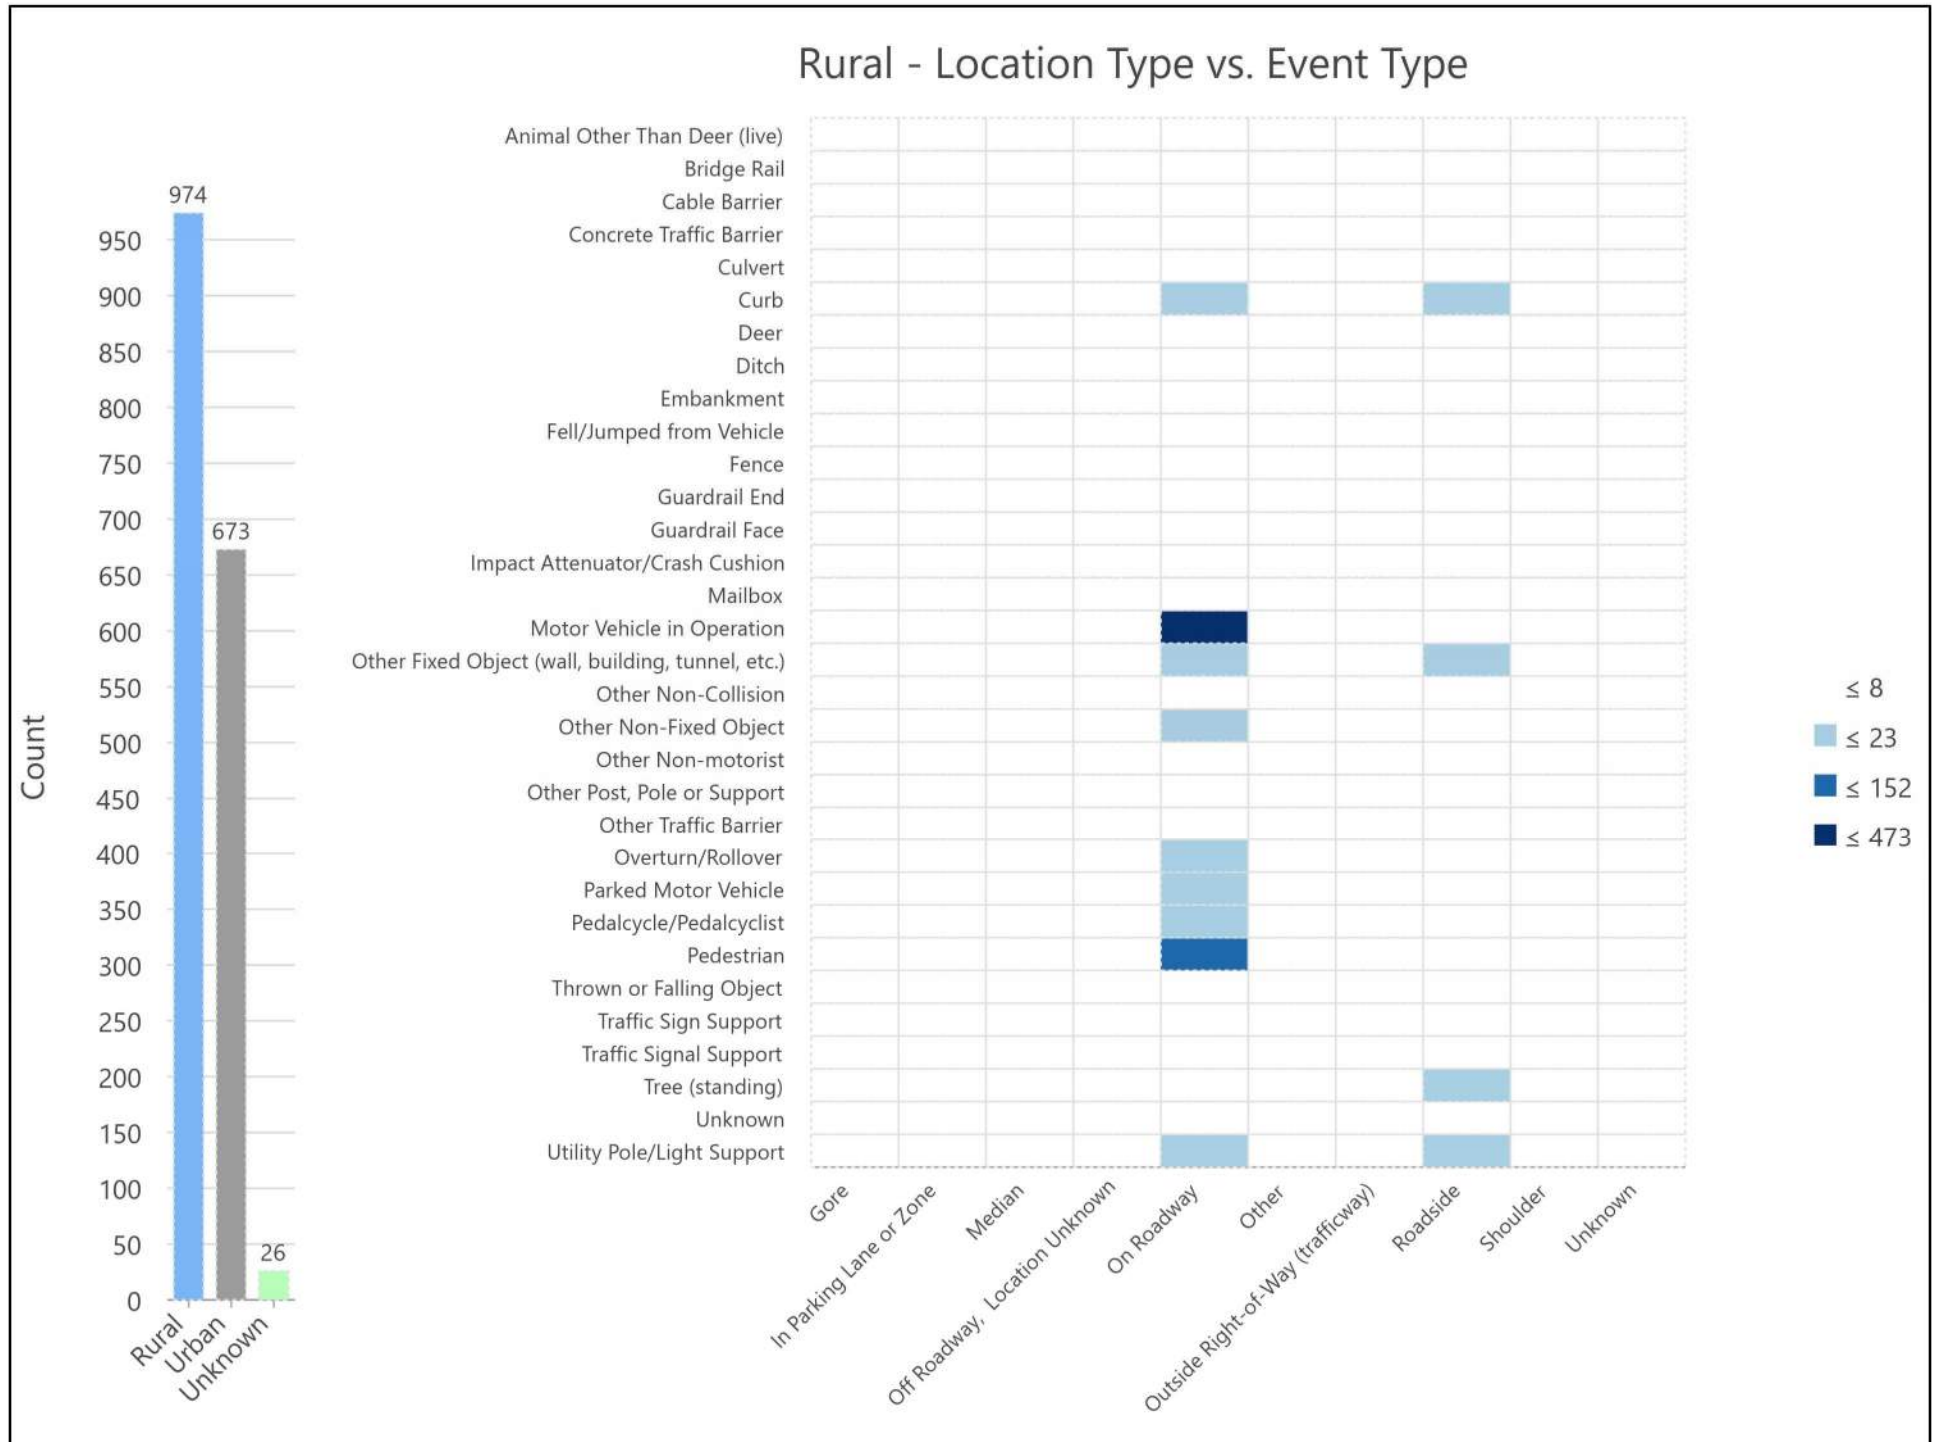 Rural - Location Type vs. Event Type
Count
950
900
850
800
750
700
650
600
550
500
450
400
350
300
250
200
150
100
50
0
974
673
26
Rural
Urban
Unknown
Animal Other Than Deer (live)
Bridge Rail
Cable Barrier
Concrete Traffic Barrier
Culvert
Curb
Deer
Ditch
Embankment
Fell/Jumped from Vehicle
Fence
Guardrail End
Guardrail Face
Impact Attenuator/Crash Cushion
Mailbox
Motor Vehicle in Operation
Other Fixed Object (wall, building, tunnel, etc.)
Other Non-Collision
Other Non-Fixed Object
Other Non-motorist
Other Post, Pole or Support
Other Traffic Barrier
Overturn/Rollover
Parked Motor Vehicle
Pedalcycle/Pedalcyclist
Pedestrian
Thrown or Falling Object
Traffic Sign Support
Traffic Signal Support
Tree (standing)
Unknown
Utility Pole/Light Support
Gore
In Parking Lane or Zone
Median
Off Roadway, Location Unknown
On Roadway
Other
Outside Right-of-Way (trafficway)
Roadside
Shoulder
Unknown
≤ 8
≤ 23
≤ 152
≤ 473